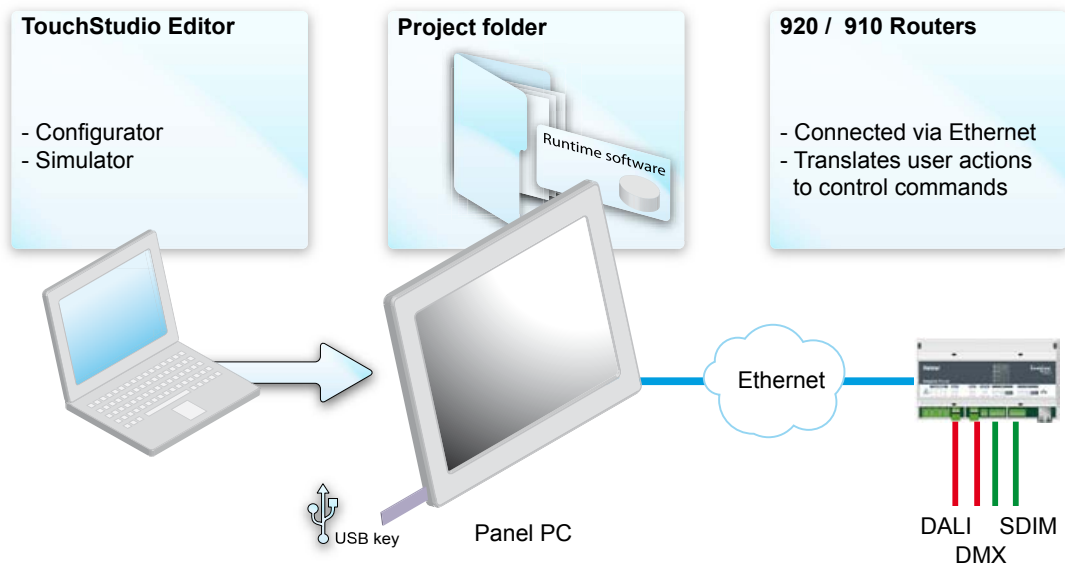 TouchStudio Editor
- Configurator
- Simulator
Project folder
Runtime software
920 /  910 Routers
- Connected via Ethernet
- Translates user actions
to control commands
Ethernet
USB key
Panel PC
DALI
SDIM
DMX